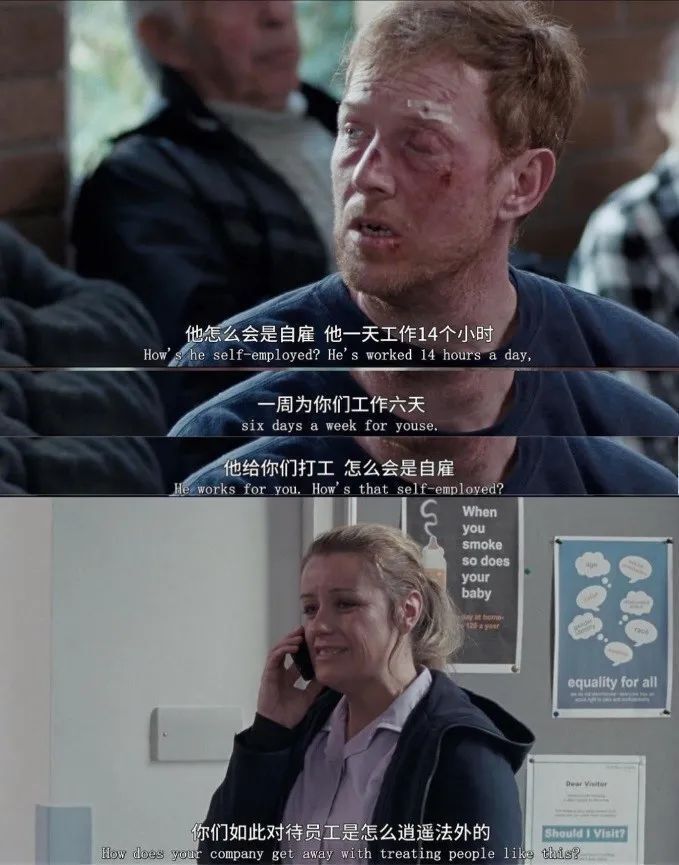 他怎么会是自雇 他一天工作14个小时
How's he self-employed? He's worked 14 hours a day,
一周为你们工作六天
six days a week for youse.
他给你们打工 怎么会是自雇
He works for you. How's that self-employed?
When
you
smoke
so does
your
baby
age
race
equality for all
Dear Visitor
Should I Visit?
你们如此对待员工是怎么逍遥法外的
How does your company get away with treating people like this?